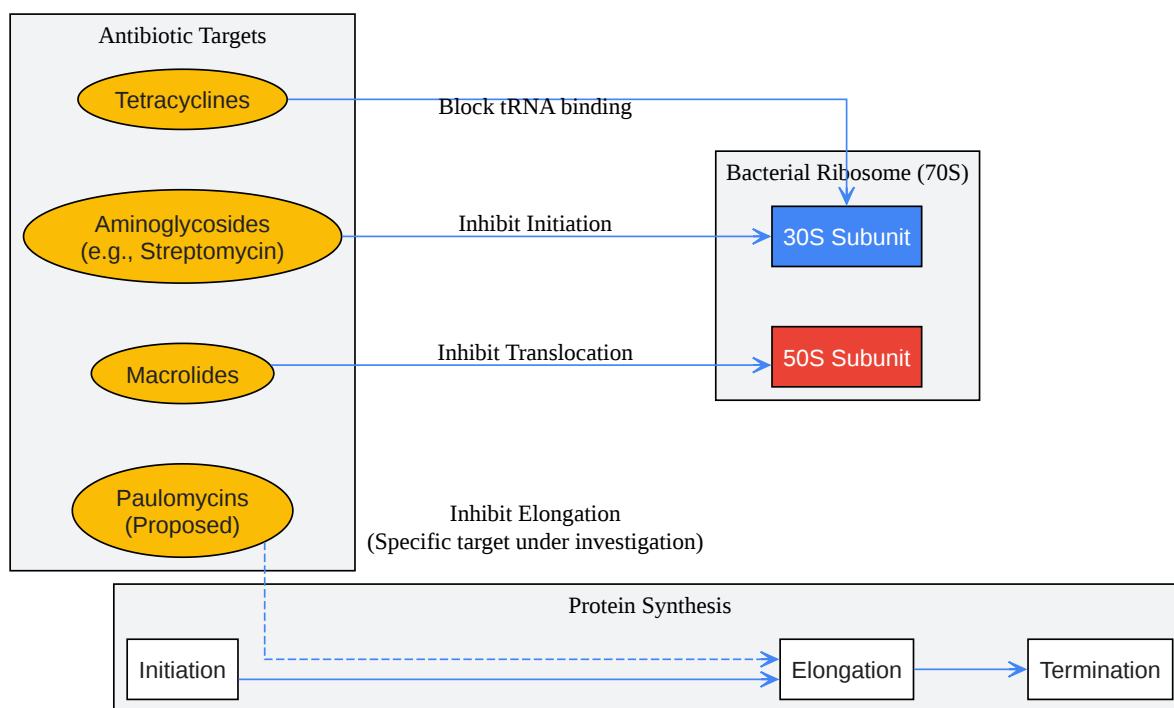 Antibiotic Targets
Tetracyclines
Block tRNA binding
Bacterial Ribosome (70S)
Aminoglycosides
(e.g., Streptomycin)
Inhibit Initiation
30S Subunit
Macrolides
Inhibit Translocation
50S Subunit
Paulomycins
(Proposed)
Inhibit Elongation
(Specific target under investigation)
Protein Synthesis
Initiation
Elongation
Termination